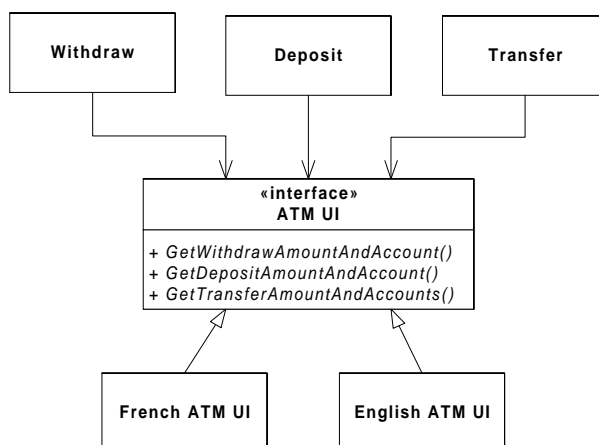 Withdraw
Deposit
Transfer
«interface»
ATM UI
+ GetWithdrawAmountAndAccount()
+ GetDepositAmountAndAccount()
+ GetTransferAmountAndAccounts()
French ATM UI
English ATM UI